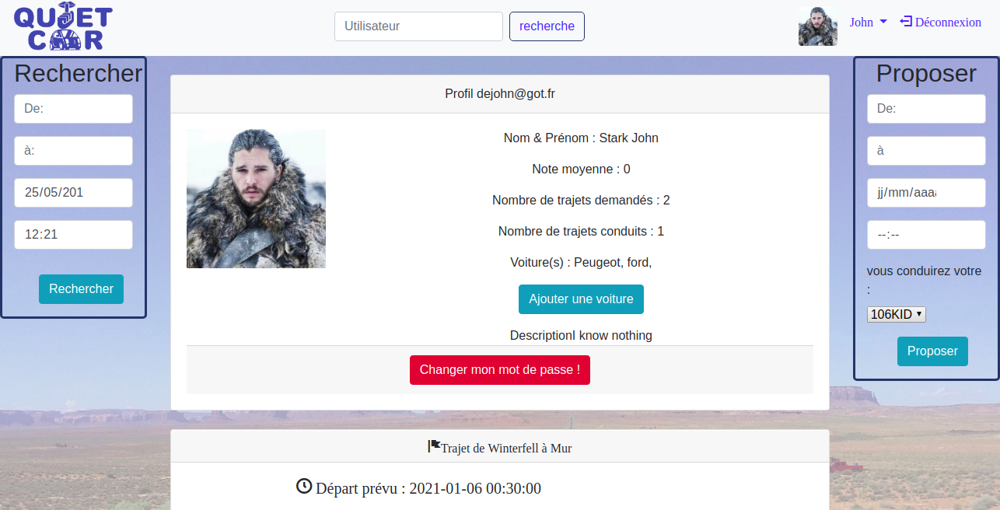 QUIET
CAR
Utilisateur
recherche
John
Déconnexion
Rechercher
De:
à:
25/05/201
12:21
Rechercher
Profil dejohn@got.fr
Nom & Prénom : Stark John
Note moyenne : 0
Nombre de trajets demandés : 2
Nombre de trajets conduits : 1
Voiture(s) : Peugeot, ford,
Ajouter une voiture
DescriptionI know nothing
Changer mon mot de passe !
Trajet de Winterfell à Mur
Départ prévu : 2021-01-06 00:30:00
Proposer
De:
à
jj/mm/aaaa
--:--
vous conduirez votre
:
106KID
Proposer